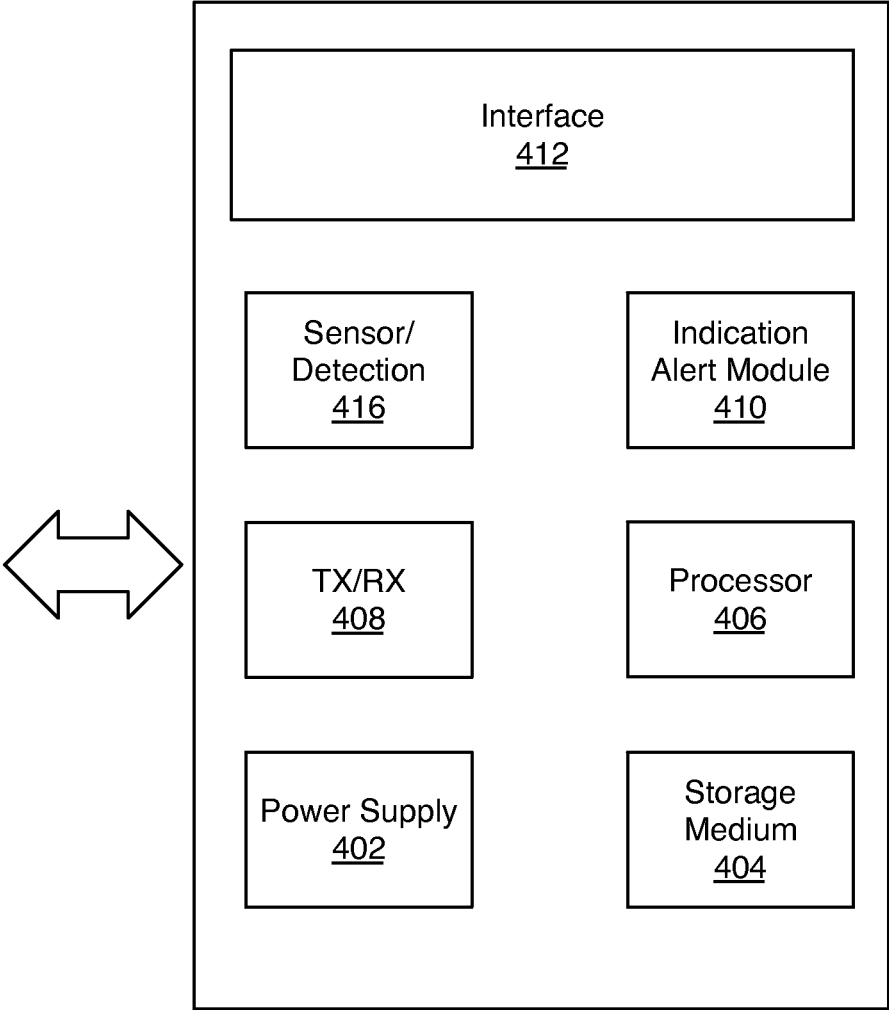 Interface
412
Sensor/
Detection
416
Indication
Alert Module
410
TX/RX
408
Processor
406
Power Supply
402
Storage
Medium
404